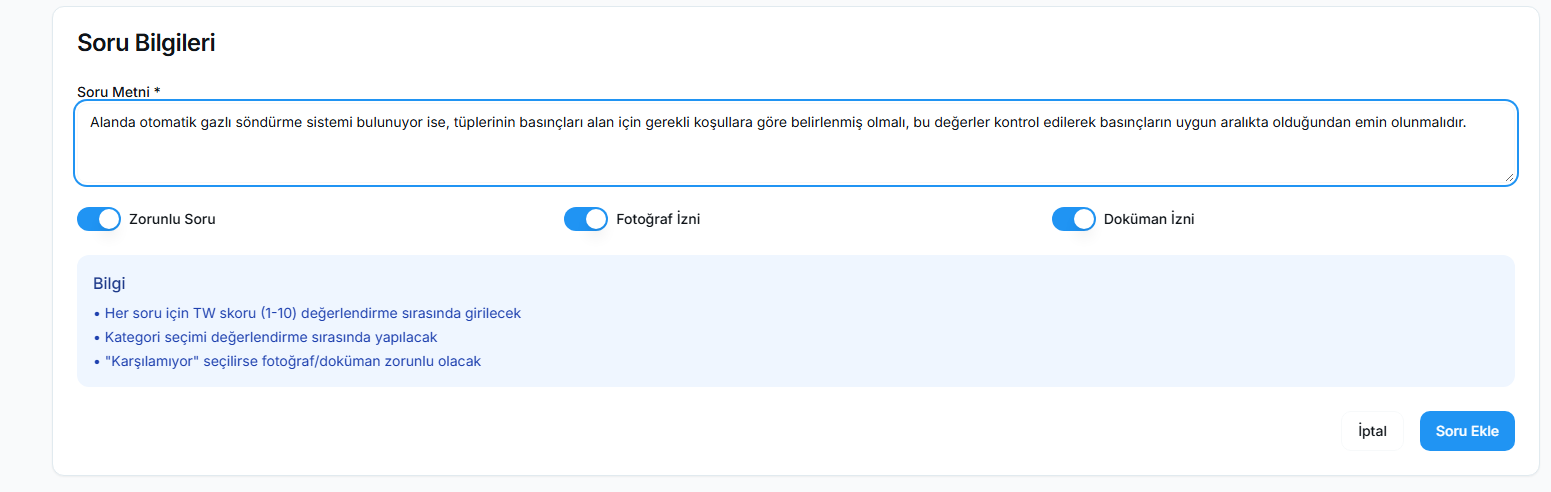 Soru Bilgileri
Soru Metni *
Alanda otomatik gazlı söndürme sistemi bulunuyor ise, tüplerinin basınçları alan için gerekli koşullara göre belirlenmiş olmalı, bu değerler kontrol edilerek basınçların uygun aralıkta olduğundan emin olunmalıdır.
Zorunlu Soru
Fotoğraf İzni
Doküman İzni
Bilgi
• Her soru için TW skoru (1-10) değerlendirme sırasında girilecek
• Kategori seçimi değerlendirme sırasında yapılacak
• "Karşılamıyor" seçilirse fotoğraf/doküman zorunlu olacak
İptal
Soru Ekle